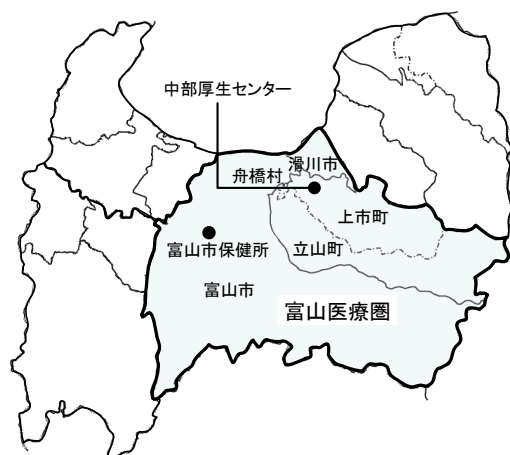 中部厚生センター
滑川市
舟橋村
上市町
富山市保健所
立山町
富山市
富山医療圏